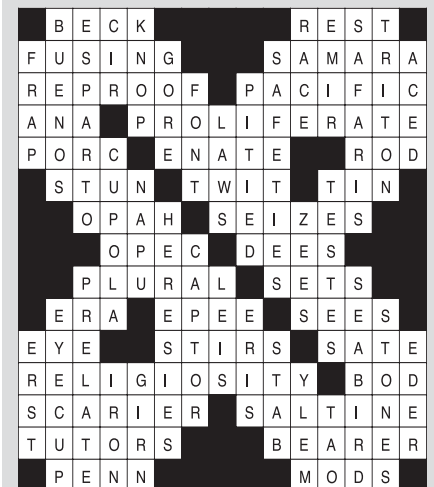 BECK REST
FUSING SAMARA
REPROOF PACIFIC
ANA PROLIFERATE
PORC ENATE ROD
STUN TWIT TIN
OPAH SEIZES
OPEC DEES
PLURAL SETS
ERA EPEE SEES
EYE STIRS SATE
RELIGIOSITY BOD
SCARIER SALTINE
TUTORS BEARER
PENN MODS